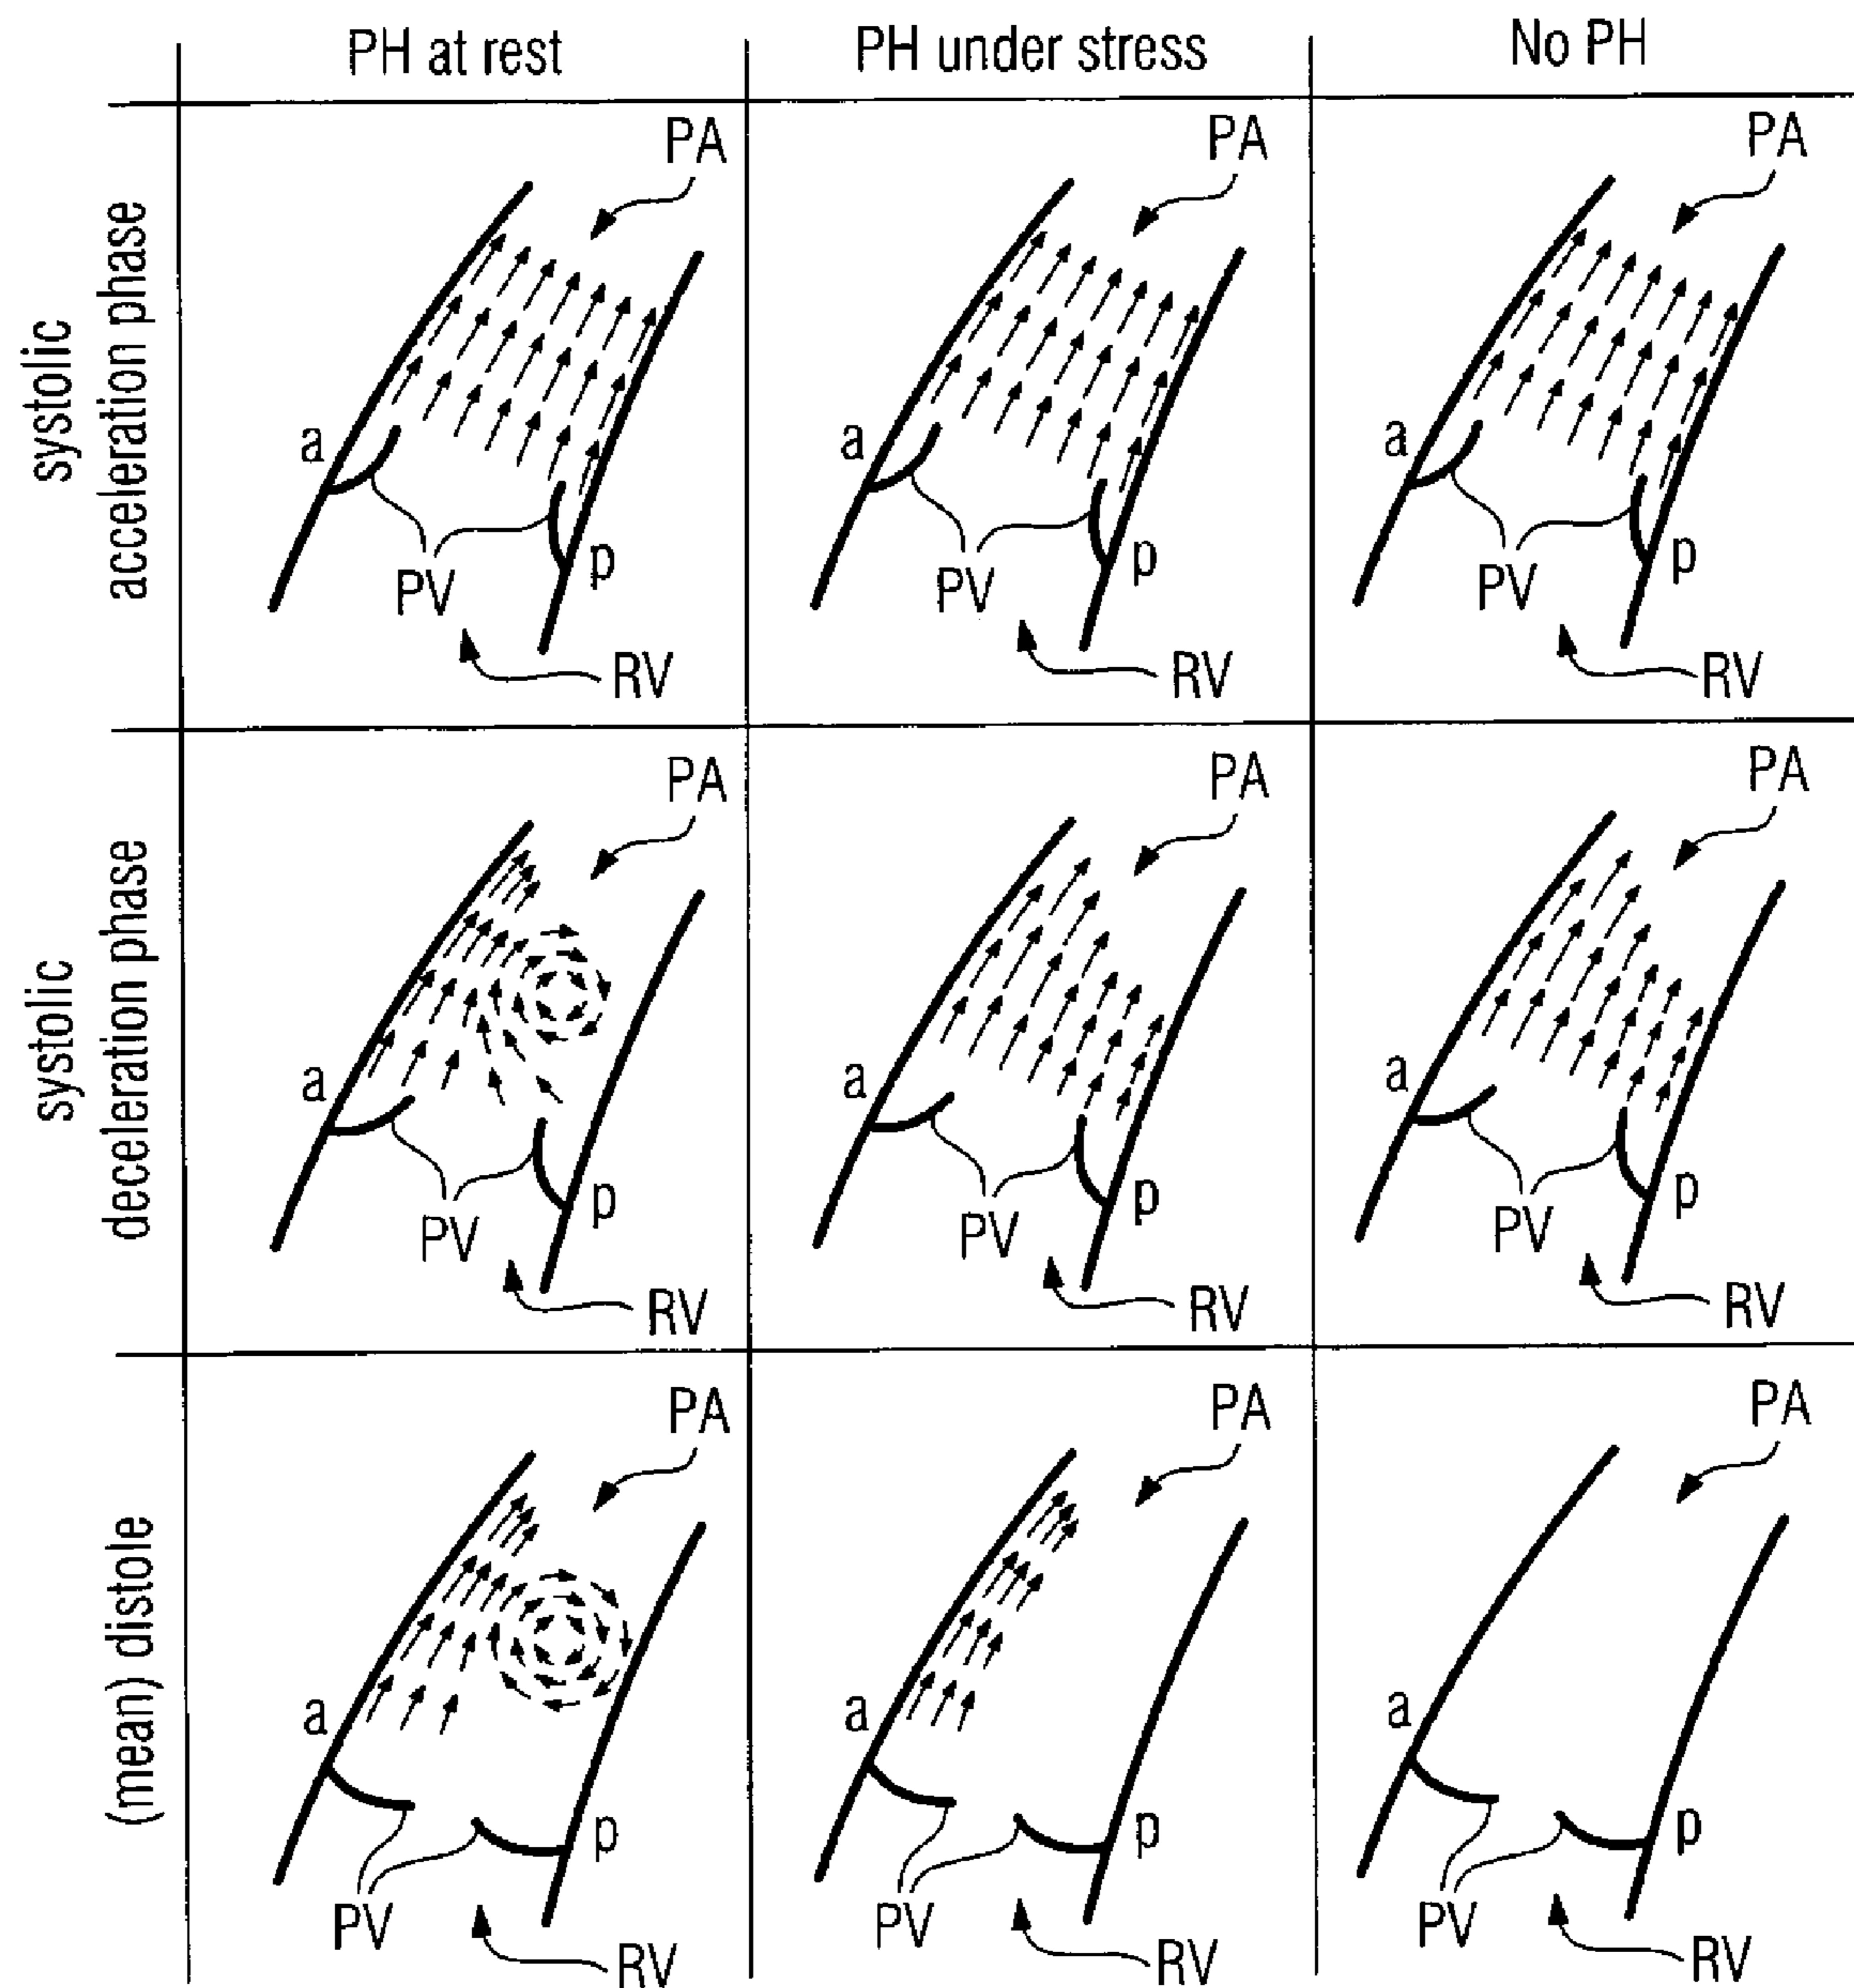 PH at rest
PH under stress
No PH
systolic
acceleration phase
PA
a
p
PV
RV
PA
a
p
PV
RV
PA
a
p
PV
RV
systolic
deceleration phase
PA
a
p
PV
RV
PA
a
p
PV
RV
PA
a
p
PV
RV
(mean) distole
PA
a
p
PV
RV
PA
a
p
PV
RV
PA
a
p
PV
RV